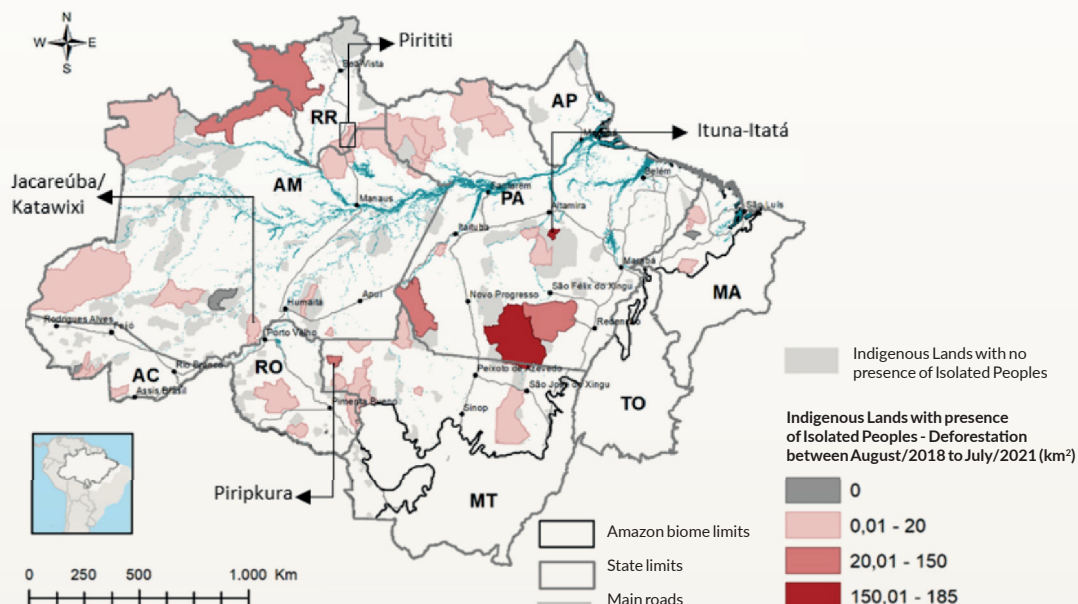 N
W E
S
Pirititi
Boa Vista
RR
AP
Ituna-Itatá
Macapá
Belém
Jacareúba/
Katawixi
AM
Manaus
Santarém
PA
Altamira
São Luís
Itaituba
Marabá
MA
Humaitá
Apuí
Novo Progresso
São Félix do Xingu
Redenção
Rodrigues Alves
Feijó
Porto Velho
Rio Branco
AC
Assis Brasil
RO
Peixoto de Azevedo
São José do Xingu
Pimenta Bueno
Sinop
TO
Piripkura
MT
Indigenous Lands with no
presence of Isolated Peoples
Indigenous Lands with presence
of Isolated Peoples - Deforestation
between August/2018 to July/2021 (km²)
0
0,01 - 20
20,01 - 150
150,01 - 185
Amazon biome limits
State limits
Main roads
0 250 500 1.000 Km